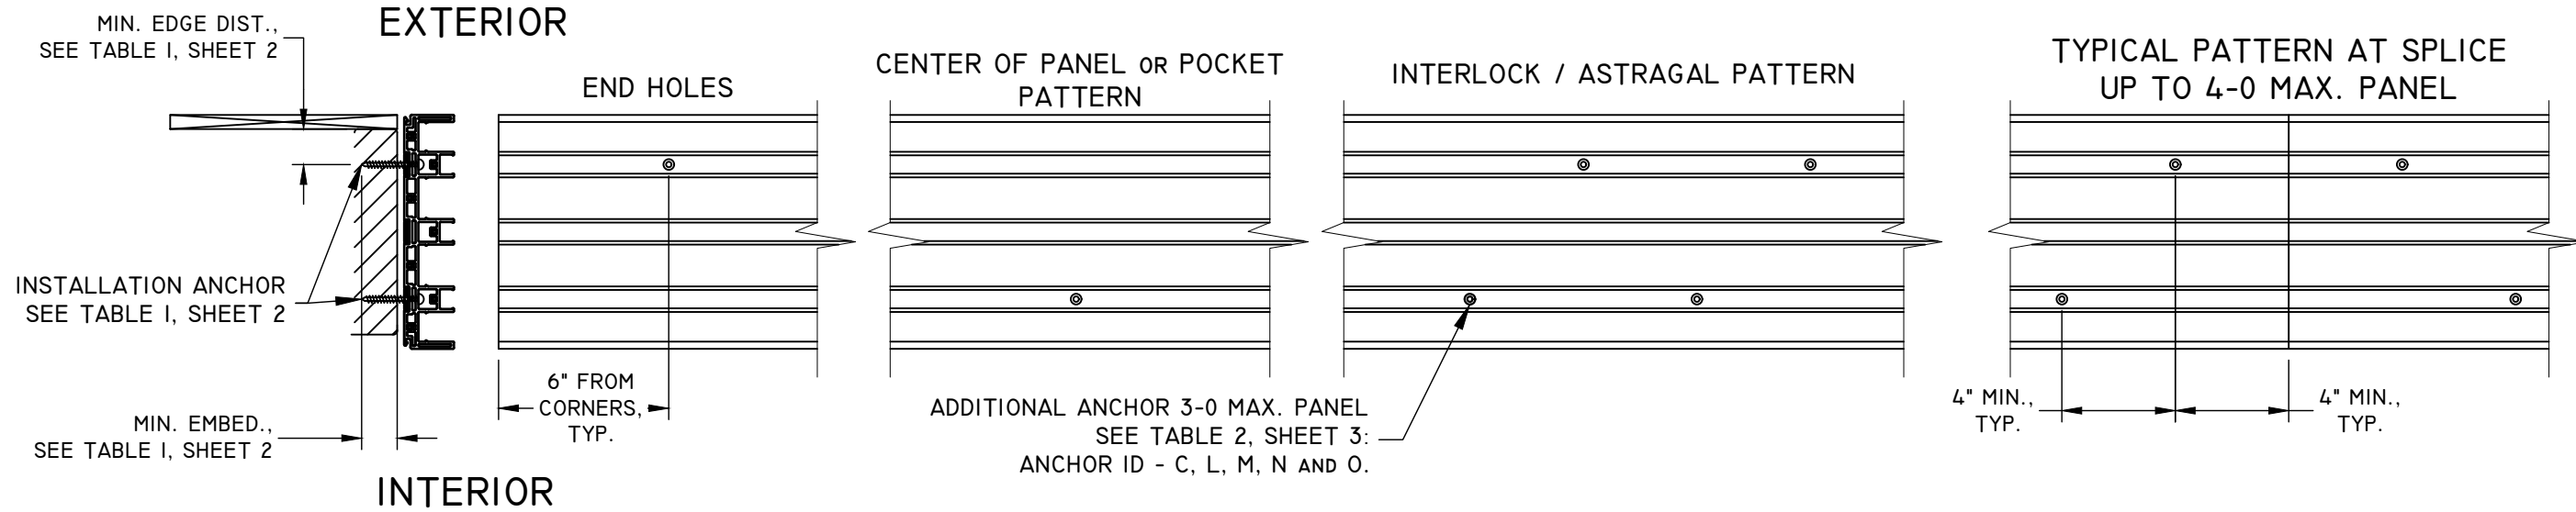 EXTERIOR
MIN. EDGE DIST.,
SEE TABLE 1, SHEET 2
END HOLES
CENTER OF PANEL OR POCKET
PATTERN
INTERLOCK / ASTRAGAL PATTERN
TYPICAL PATTERN AT SPLICE
UP TO 4-0 MAX. PANEL
INSTALLATION ANCHOR
SEE TABLE 1, SHEET 2
MIN. EMBED.,
SEE TABLE 1, SHEET 2
6" FROM
CORNERS,
TYP.
ADDITIONAL ANCHOR 3-0 MAX. PANEL
SEE TABLE 2, SHEET 3:
ANCHOR ID - C, L, M, N AND O.
4" MIN.,
TYP.
4" MIN.,
TYP.
INTERIOR